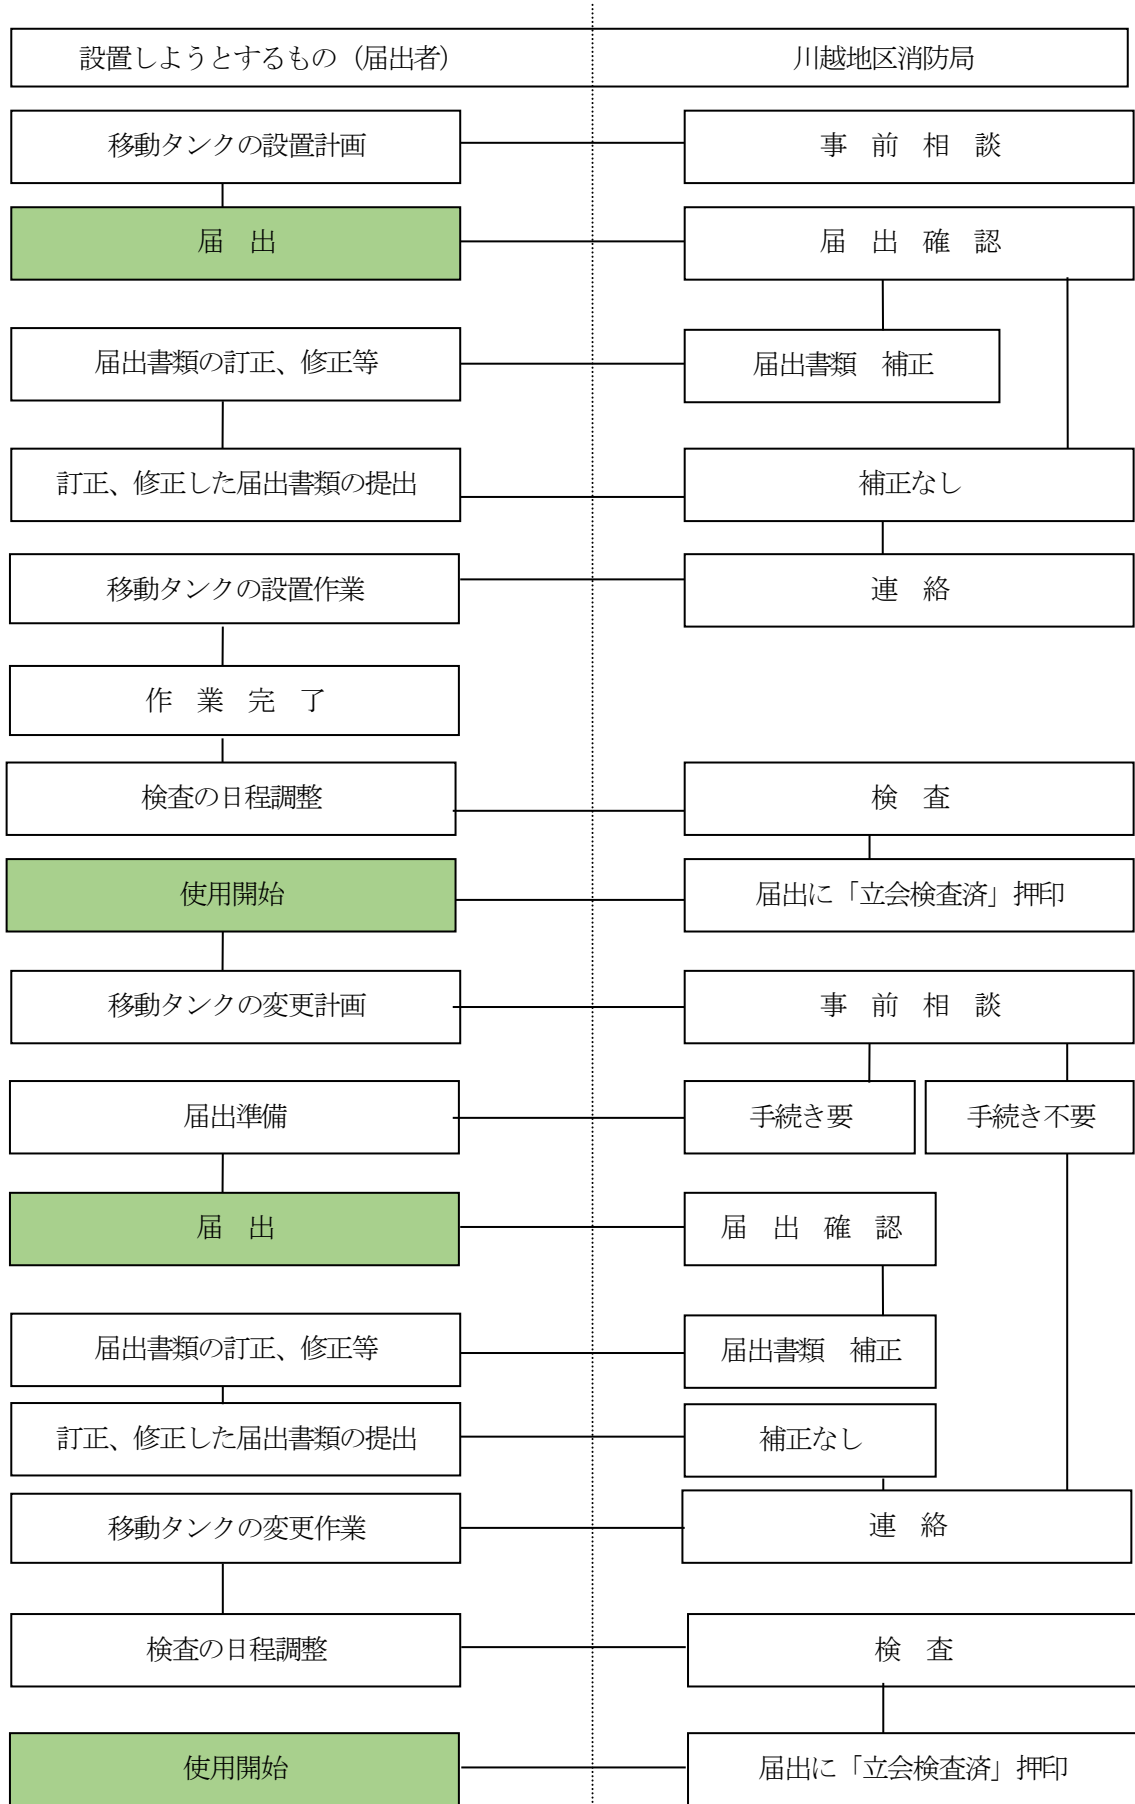 設置しようとするもの（届出者）
川越地区消防局
移動タンクの設置計画
事　前　相　談
届　出
届　出　確　認
届出書類の訂正、修正等
届出書類　補正
訂正、修正した届出書類の提出
補正なし
移動タンクの設置作業
連　絡
作　業　完　了
検査の日程調整
検　査
使用開始
届出に「立会検査済」押印
移動タンクの変更計画
事　前　相　談
届出準備
手続き要
手続き不要
届　出
届　出　確　認
届出書類の訂正、修正等
届出書類　補正
訂正、修正した届出書類の提出
補正なし
移動タンクの変更作業
連　絡
検査の日程調整
検　査
使用開始
届出に「立会検査済」押印